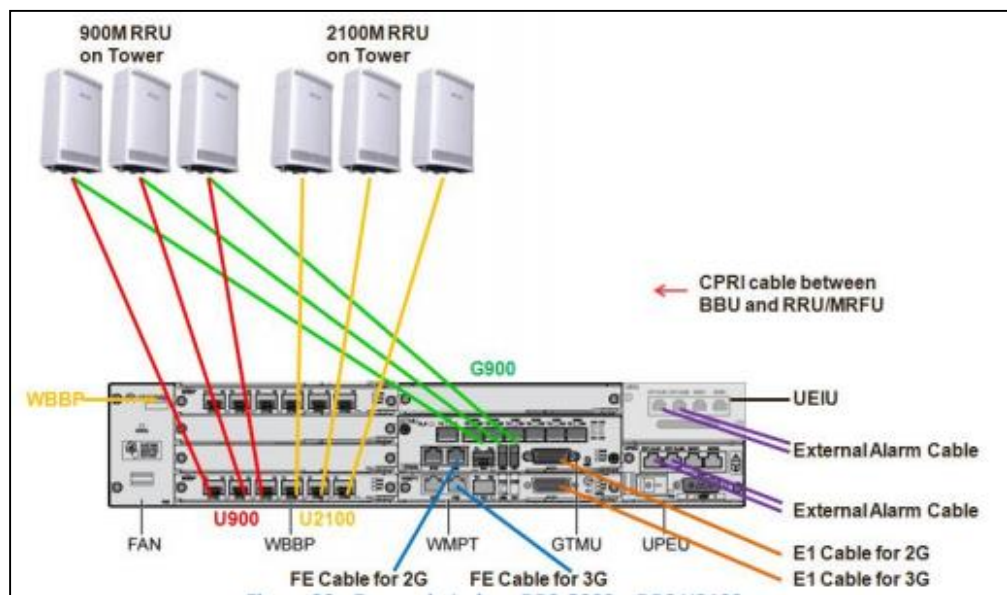 900M RRU
on Tower
2100M RRU
on Tower
CPRI cable between
BBU and RRU/MRFU
G900
WBBP
UEIU
External Alarm Cable
External Alarm Cable
U900
U2100
FAN
WBBP
WMPT
GTMU
UPEU
E1 Cable for 2G
FE Cable for 2G
FE Cable for 3G
E1 Cable for 3G